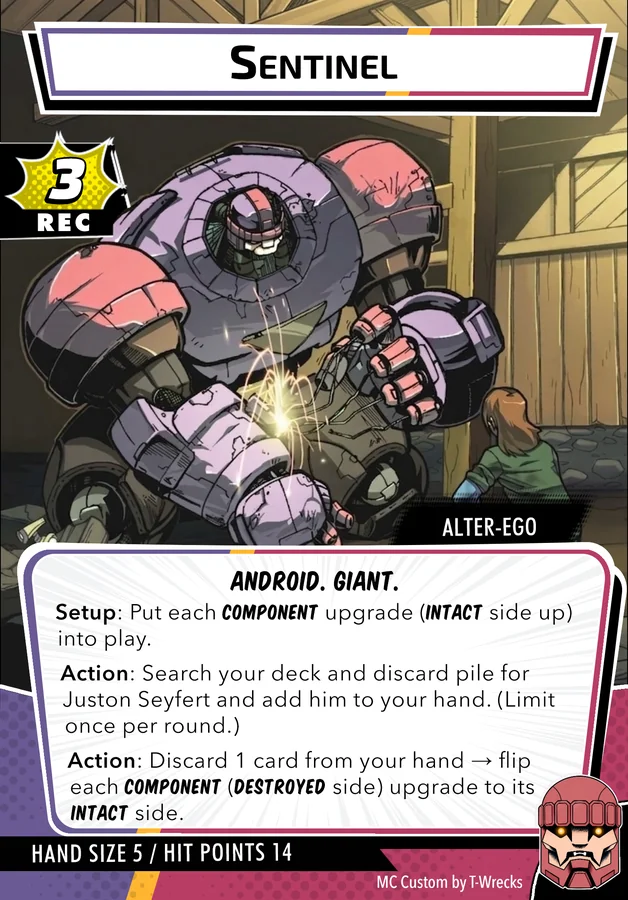 SENTINEL
3
REC
ALTER-EGO
ANDROID. GIANT.
Setup: Put each COMPONENT upgrade (INTACT side up)
into play.
Action: Search your deck and discard pile for
Juston Seyfert and add him to your hand. (Limit
once per round.)
Action: Discard 1 card from your hand → flip
each COMPONENT (DESTROYED side) upgrade to its
INTACT side.
HAND SIZE 5 / HIT POINTS 14
MC Custom by T-Wrecks